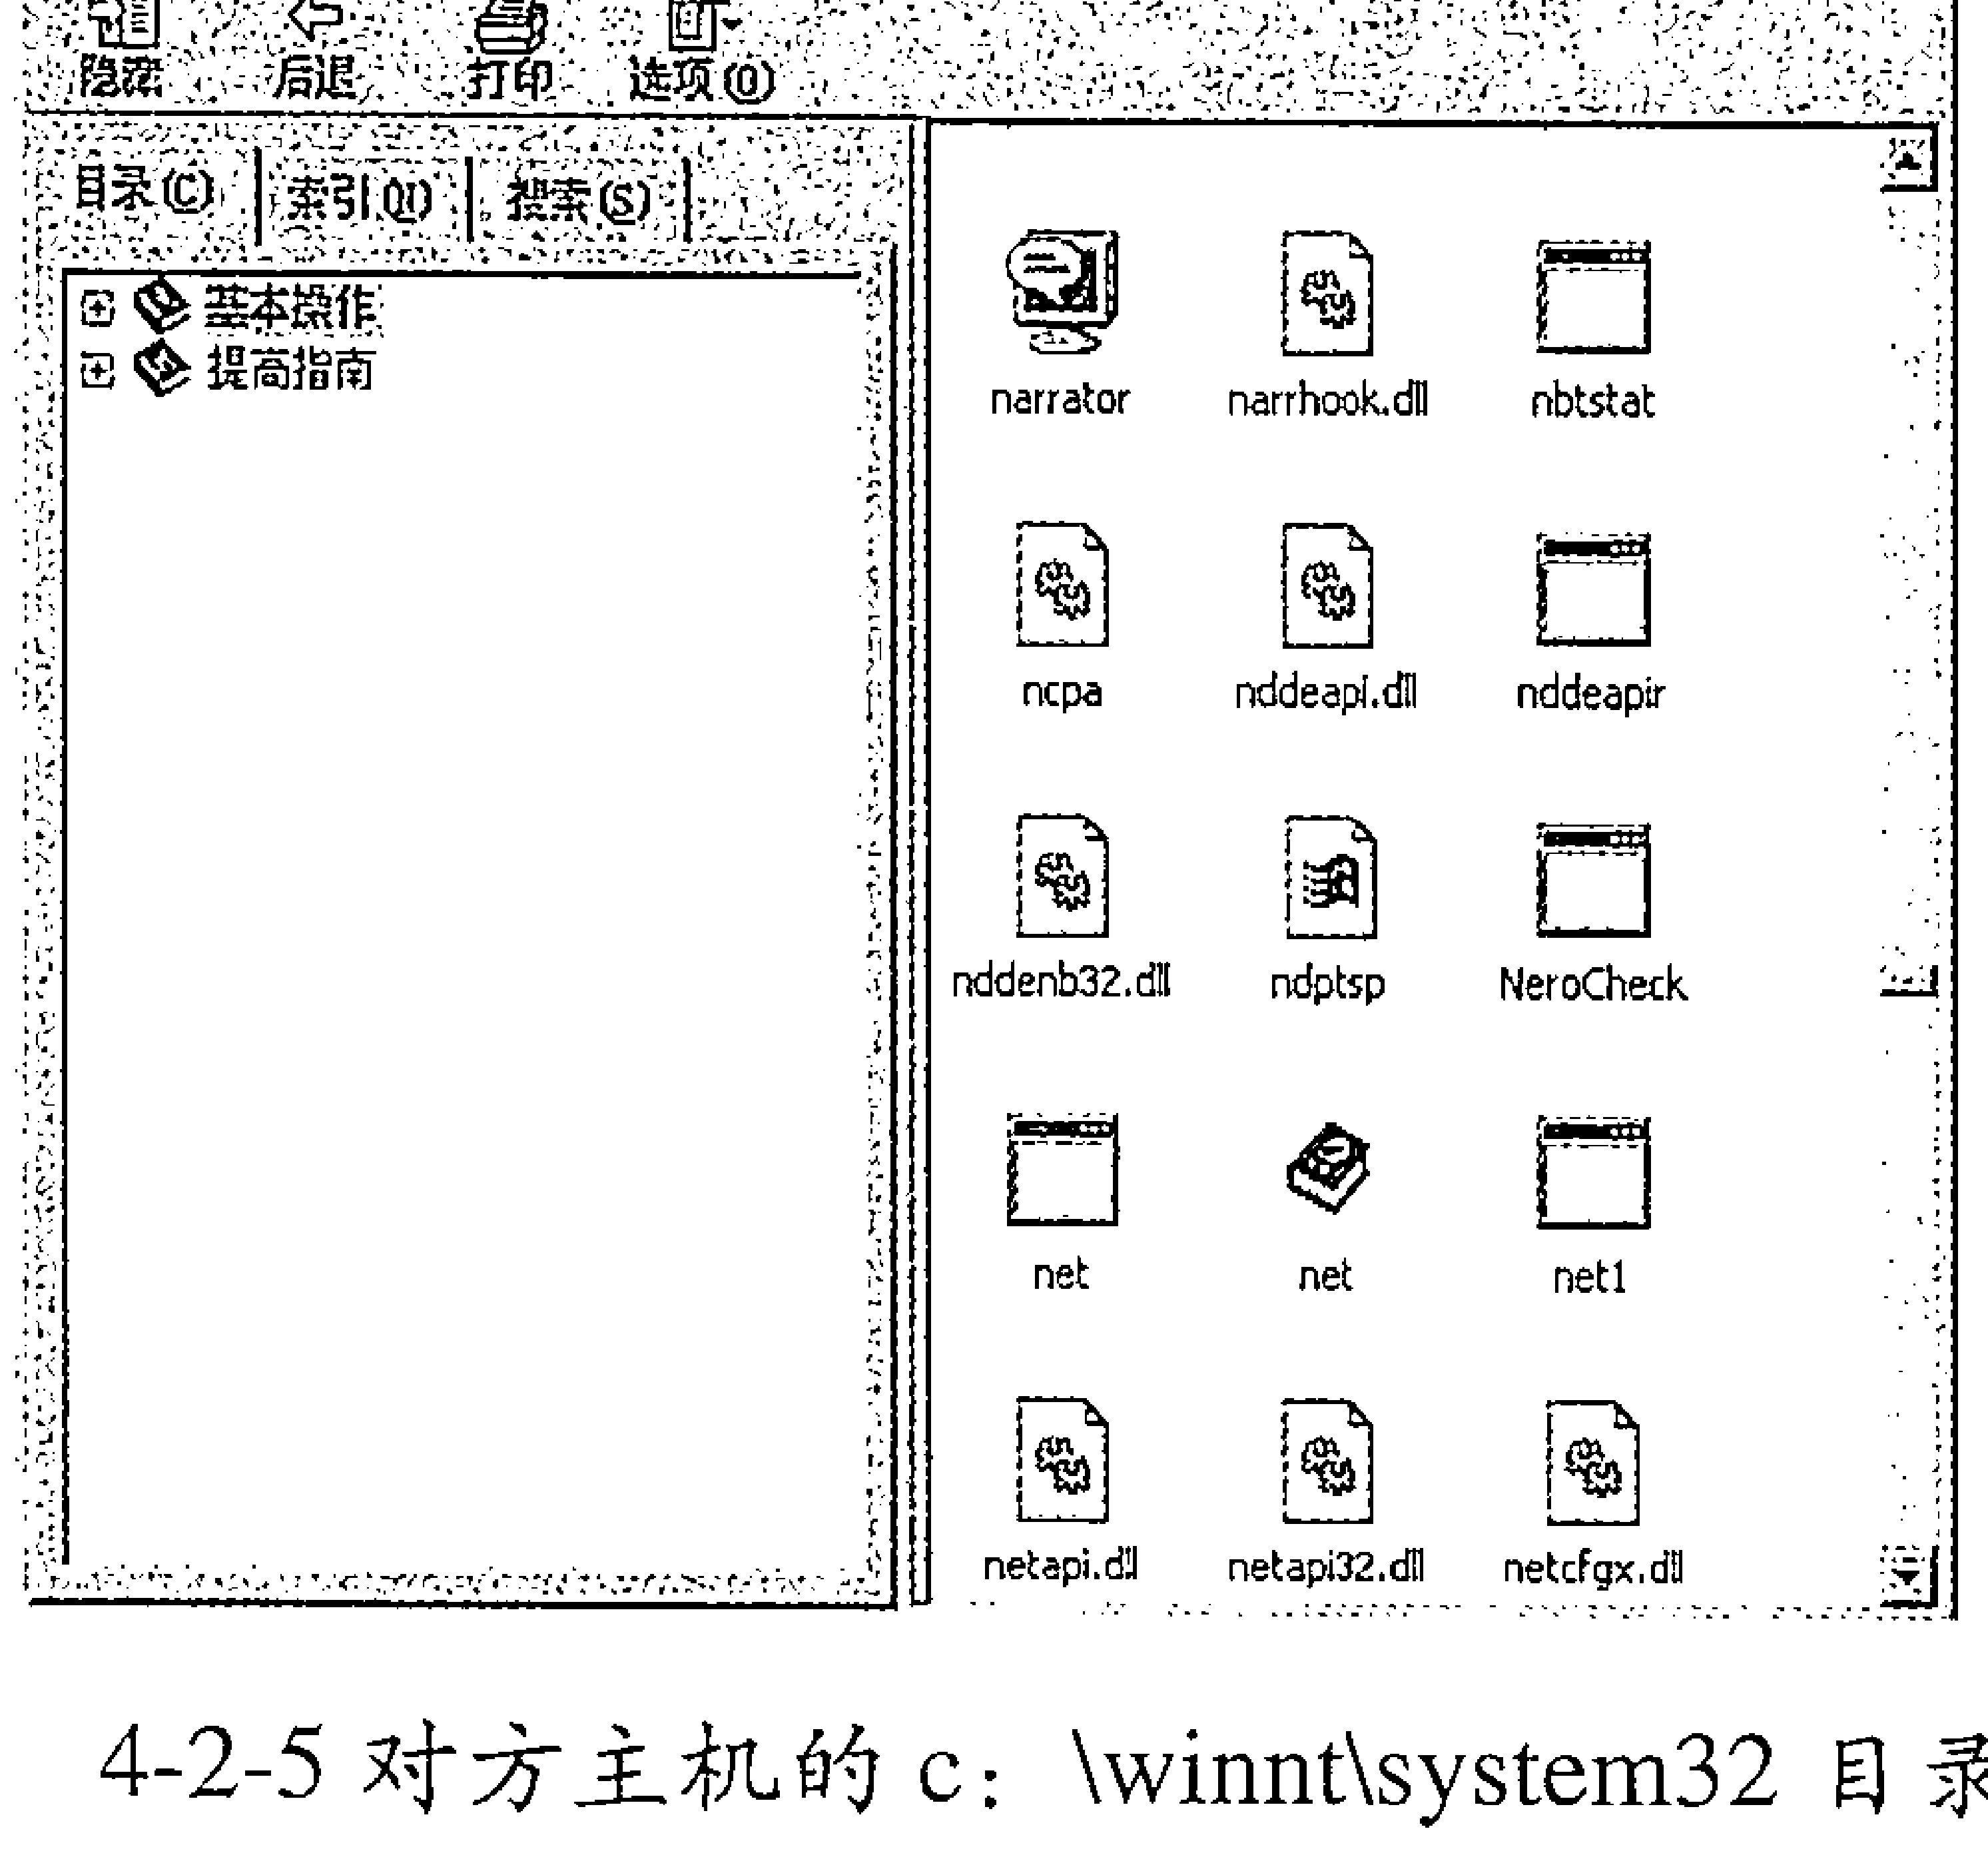 隐藏 后退 打印 选项(O)
目录(C) 索引(N) 搜索(S)
基本操作
提高指南
narrator narrhook.dll nbtstat
ncpa nddeapi.dll nddeapir
nddenb32.dll ndptsp NeroCheck
net net net1
netapi.dll netapi32.dll netcfgx.dll
4-2-5 对方主机的 c：\winnt\system32 目录